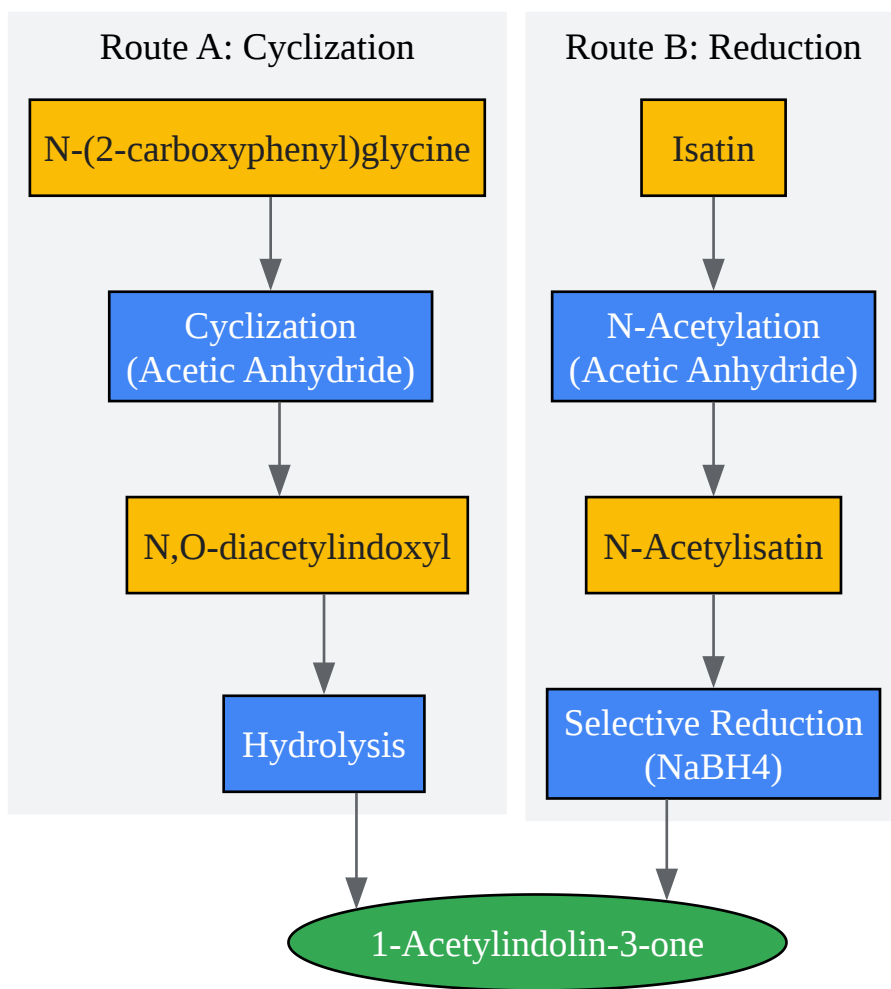 Route A: Cyclization
N-(2-carboxyphenyl)glycine
Cyclization
(Acetic Anhydride)
N,O-diacetylindoxyl
Hydrolysis
Route B: Reduction
Isatin
N-Acetylation
(Acetic Anhydride)
N-Acetylisatin
Selective Reduction
(NaBH4)
1-Acetylindolin-3-one